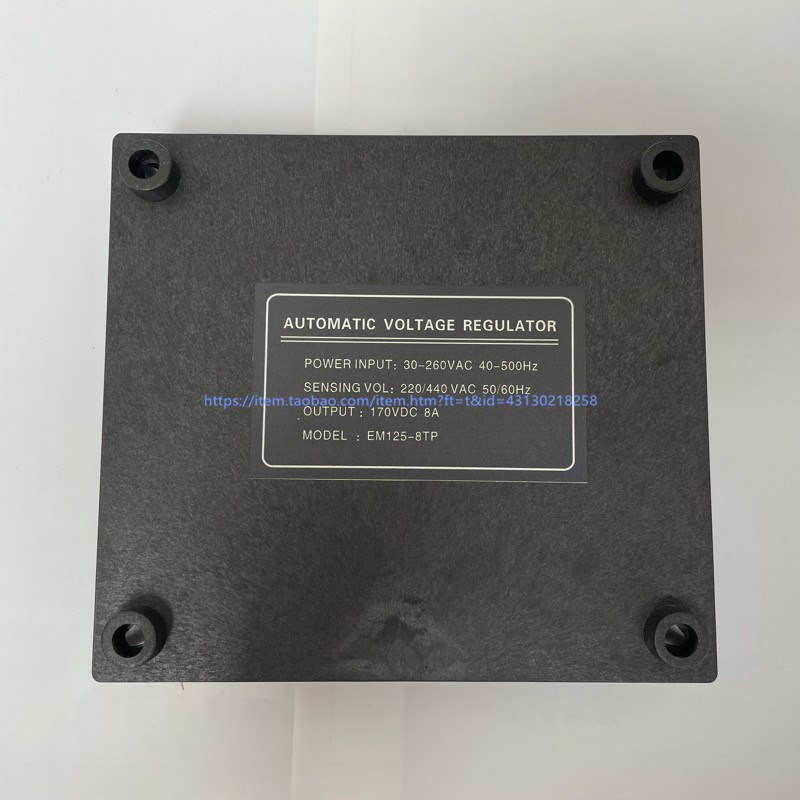 AUTOMATIC VOLTAGE REGULATOR
POWER INPUT: 30-260VAC 40-500Hz
SENSING VOL: 220/440 VAC 50/60Hz
https://item.taobao.com/item.htm?ft=t&id=43130218258
OUTPUT : 170VDC 8A
MODEL : EM125-8TP